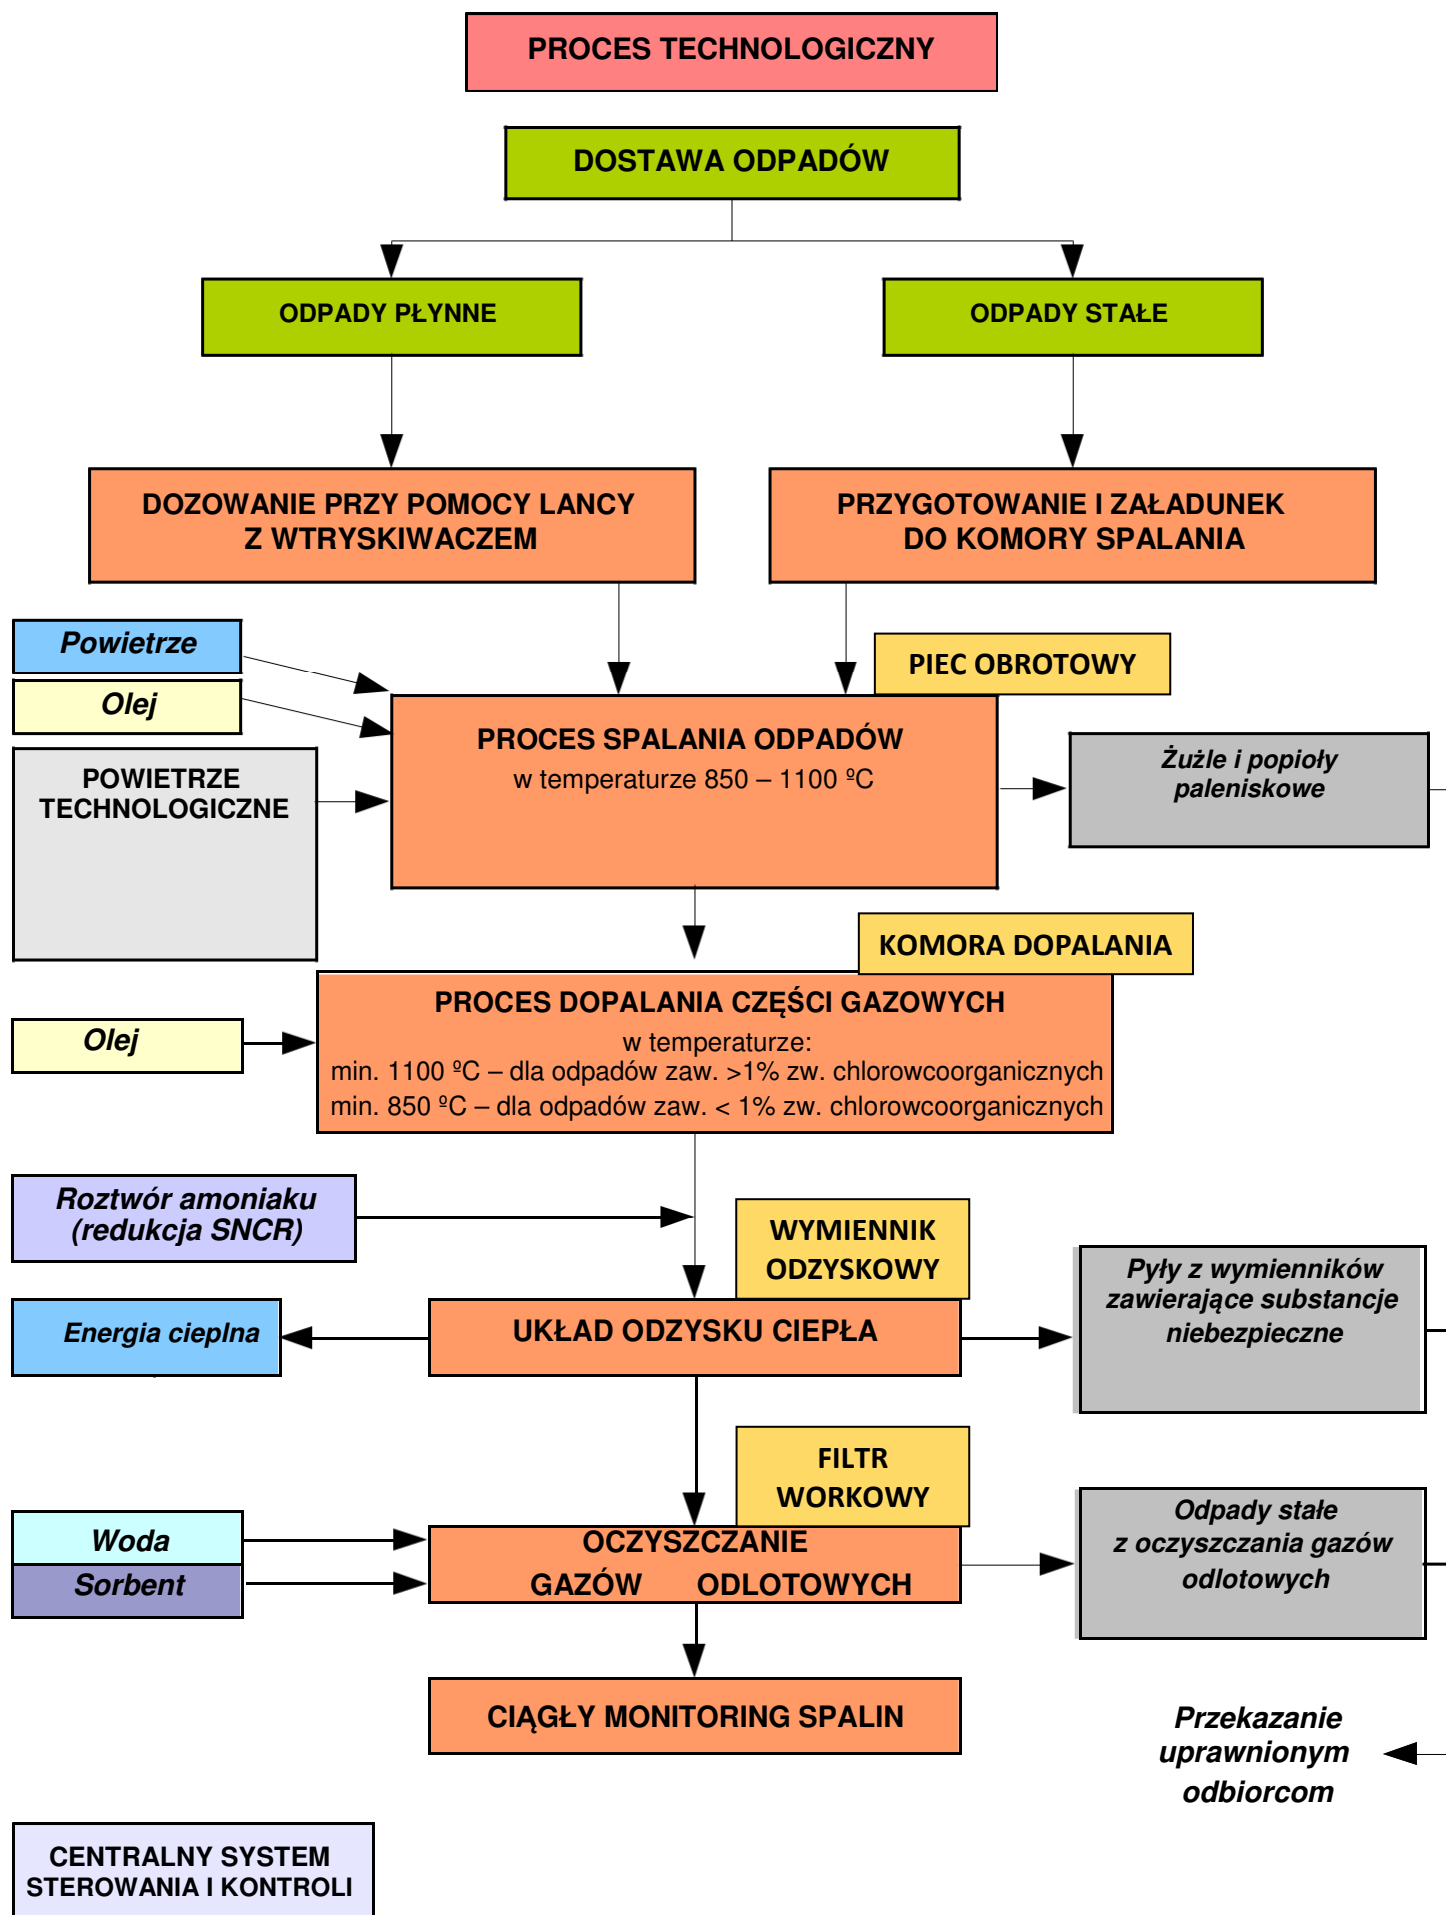 PROCES TECHNOLOGICZNY
DOSTAWA ODPADÓW
ODPADY PŁYNNE
ODPADY STAŁE
DOZOWANIE PRZY POMOCY LANCY
Z WTRYSKIWACZEM
PRZYGOTOWANIE I ZAŁADUNEK
DO KOMORY SPALANIA
Powietrze
Olej
POWIETRZE
TECHNOLOGICZNE
PIEC OBROTOWY
PROCES SPALANIA ODPADÓW
w temperaturze 850 – 1100 ºC
Żużle i popioły
paleniskowe
KOMORA DOPALANIA
PROCES DOPALANIA CZĘŚCI GAZOWYCH
w temperaturze:
min. 1100 ºC – dla odpadów zaw. >1% zw. chlorowcoorganicznych
min. 850 ºC – dla odpadów zaw. < 1% zw. chlorowcoorganicznych
Olej
Roztwór amoniaku
(redukcja SNCR)
WYMIENNIK
ODZYSKOWY
Energia cieplna
UKŁAD ODZYSKU CIEPŁA
Pyły z wymienników
zawierające substancje
niebezpieczne
FILTR
WORKOWY
Woda
Sorbent
OCZYSZCZANIE
GAZÓW ODLOTOWYCH
Odpady stałe
z oczyszczania gazów
odlotowych
CIĄGŁY MONITORING SPALIN
Przekazanie
uprawnionym
odbiorcom
CENTRALNY SYSTEM
STEROWANIA I KONTROLI